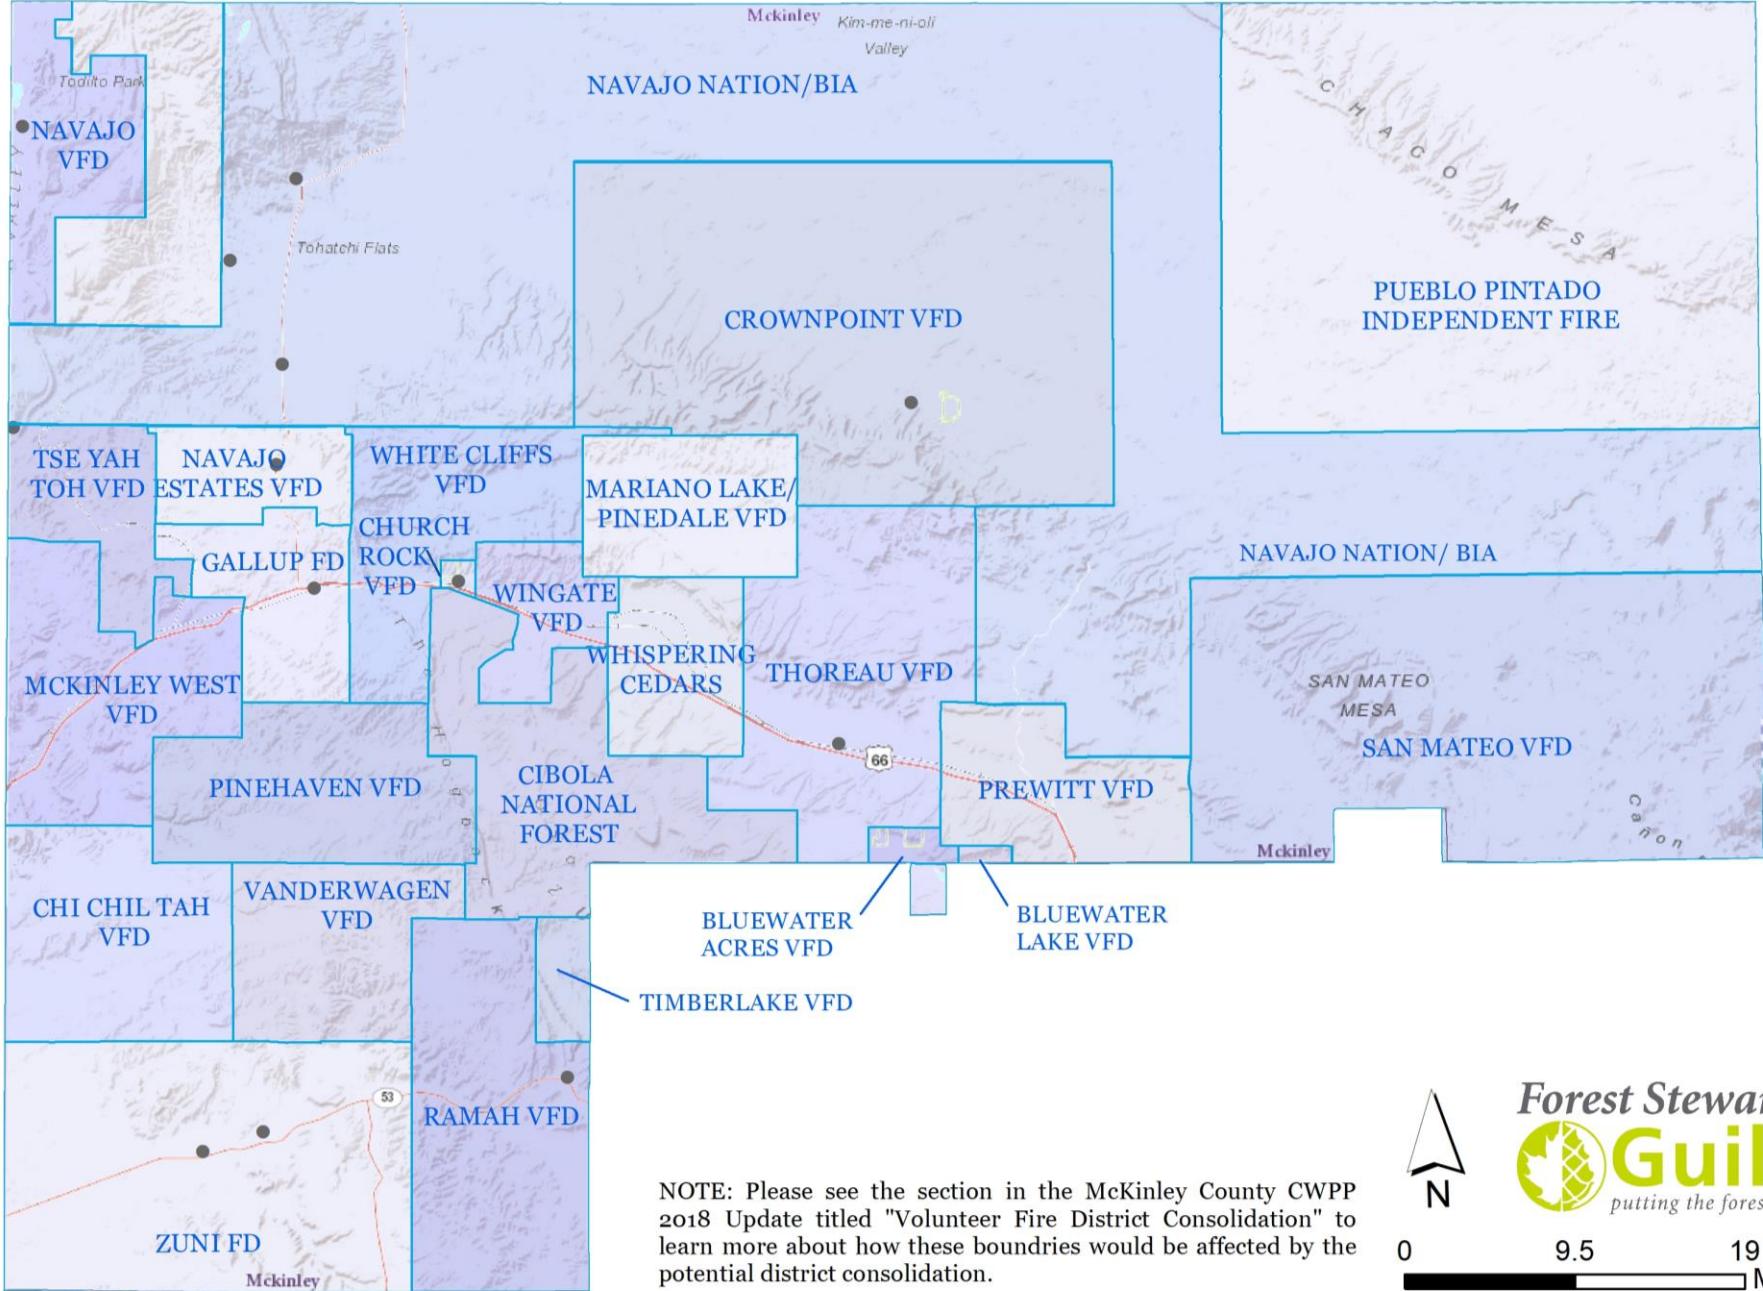 Mckinley
Kim-me-ni-oli
Valley
Todilto Park
NAVAJO NATION/BIA
CHACO MESA
NAVAJO
VFD
Tohatchi Flats
CROWNPOINT VFD
PUEBLO PINTADO
INDEPENDENT FIRE
TSE YAH
TOH VFD
NAVAJO
ESTATES VFD
WHITE CLIFFS
VFD
MARIANO LAKE/
PINEDALE VFD
CHURCH
ROCK
VFD
GALLUP FD
NAVAJO NATION/ BIA
WINGATE
VFD
WHISPERING
CEDARS
THOREAU VFD
MCKINLEY WEST
VFD
SAN MATEO
MESA
SAN MATEO VFD
66
PINEHAVEN VFD
CIBOLA
NATIONAL
FOREST
PREWITT VFD
The Hogback
Cañon
Mckinley
CHI CHIL TAH
VFD
VANDERWAGEN
VFD
BLUEWATER
ACRES VFD
BLUEWATER
LAKE VFD
TIMBERLAKE VFD
53
RAMAH VFD
ZUNI FD
Mckinley
NOTE: Please see the section in the McKinley County CWPP
2018 Update titled "Volunteer Fire District Consolidation" to
learn more about how these boundries would be affected by the
potential district consolidation.
N
Forest Stewar
Guil
putting the fores
0 9.5 19
M